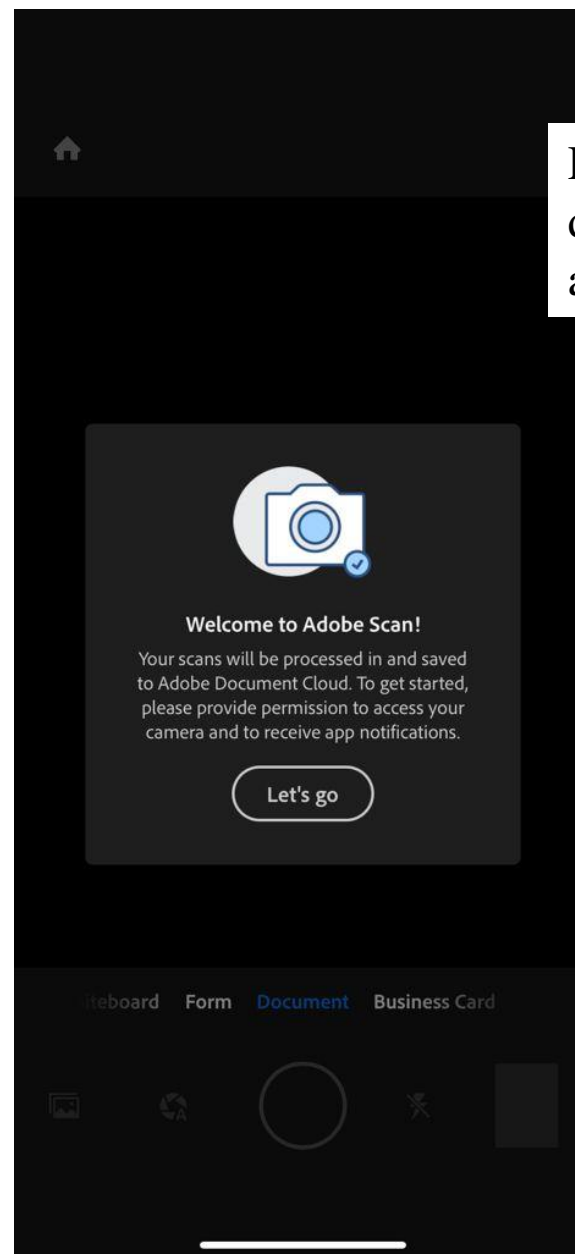 Welcome to Adobe Scan!
Your scans will be processed in and saved
to Adobe Document Cloud. To get started,
please provide permission to access your
camera and to receive app notifications.
Let's go
Form Document Business Card